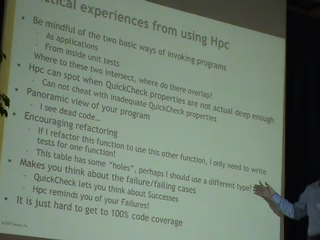 ctical experiences from using Hpc
• Be mindful of the two basic ways of invoking programs
- As applications
- From inside unit tests
Where to these two intersect, where do there overlap?
• Hpc can spot when QuickCheck properties are not actual deep enough
- Can not cheat with inadequate QuickCheck properties
• Panoramic view of your program
- I see dead code...
• Encouraging refactoring
- If I refactor this function to use this other function, I only need to write
tests for one function!
- This table has some "holes", perhaps I should use a different type!
• Makes you think about the failure/failing cases
- QuickCheck lets you think about Successes
- Hpc reminds you of your Failures!
• It is just hard to get to 100% code coverage